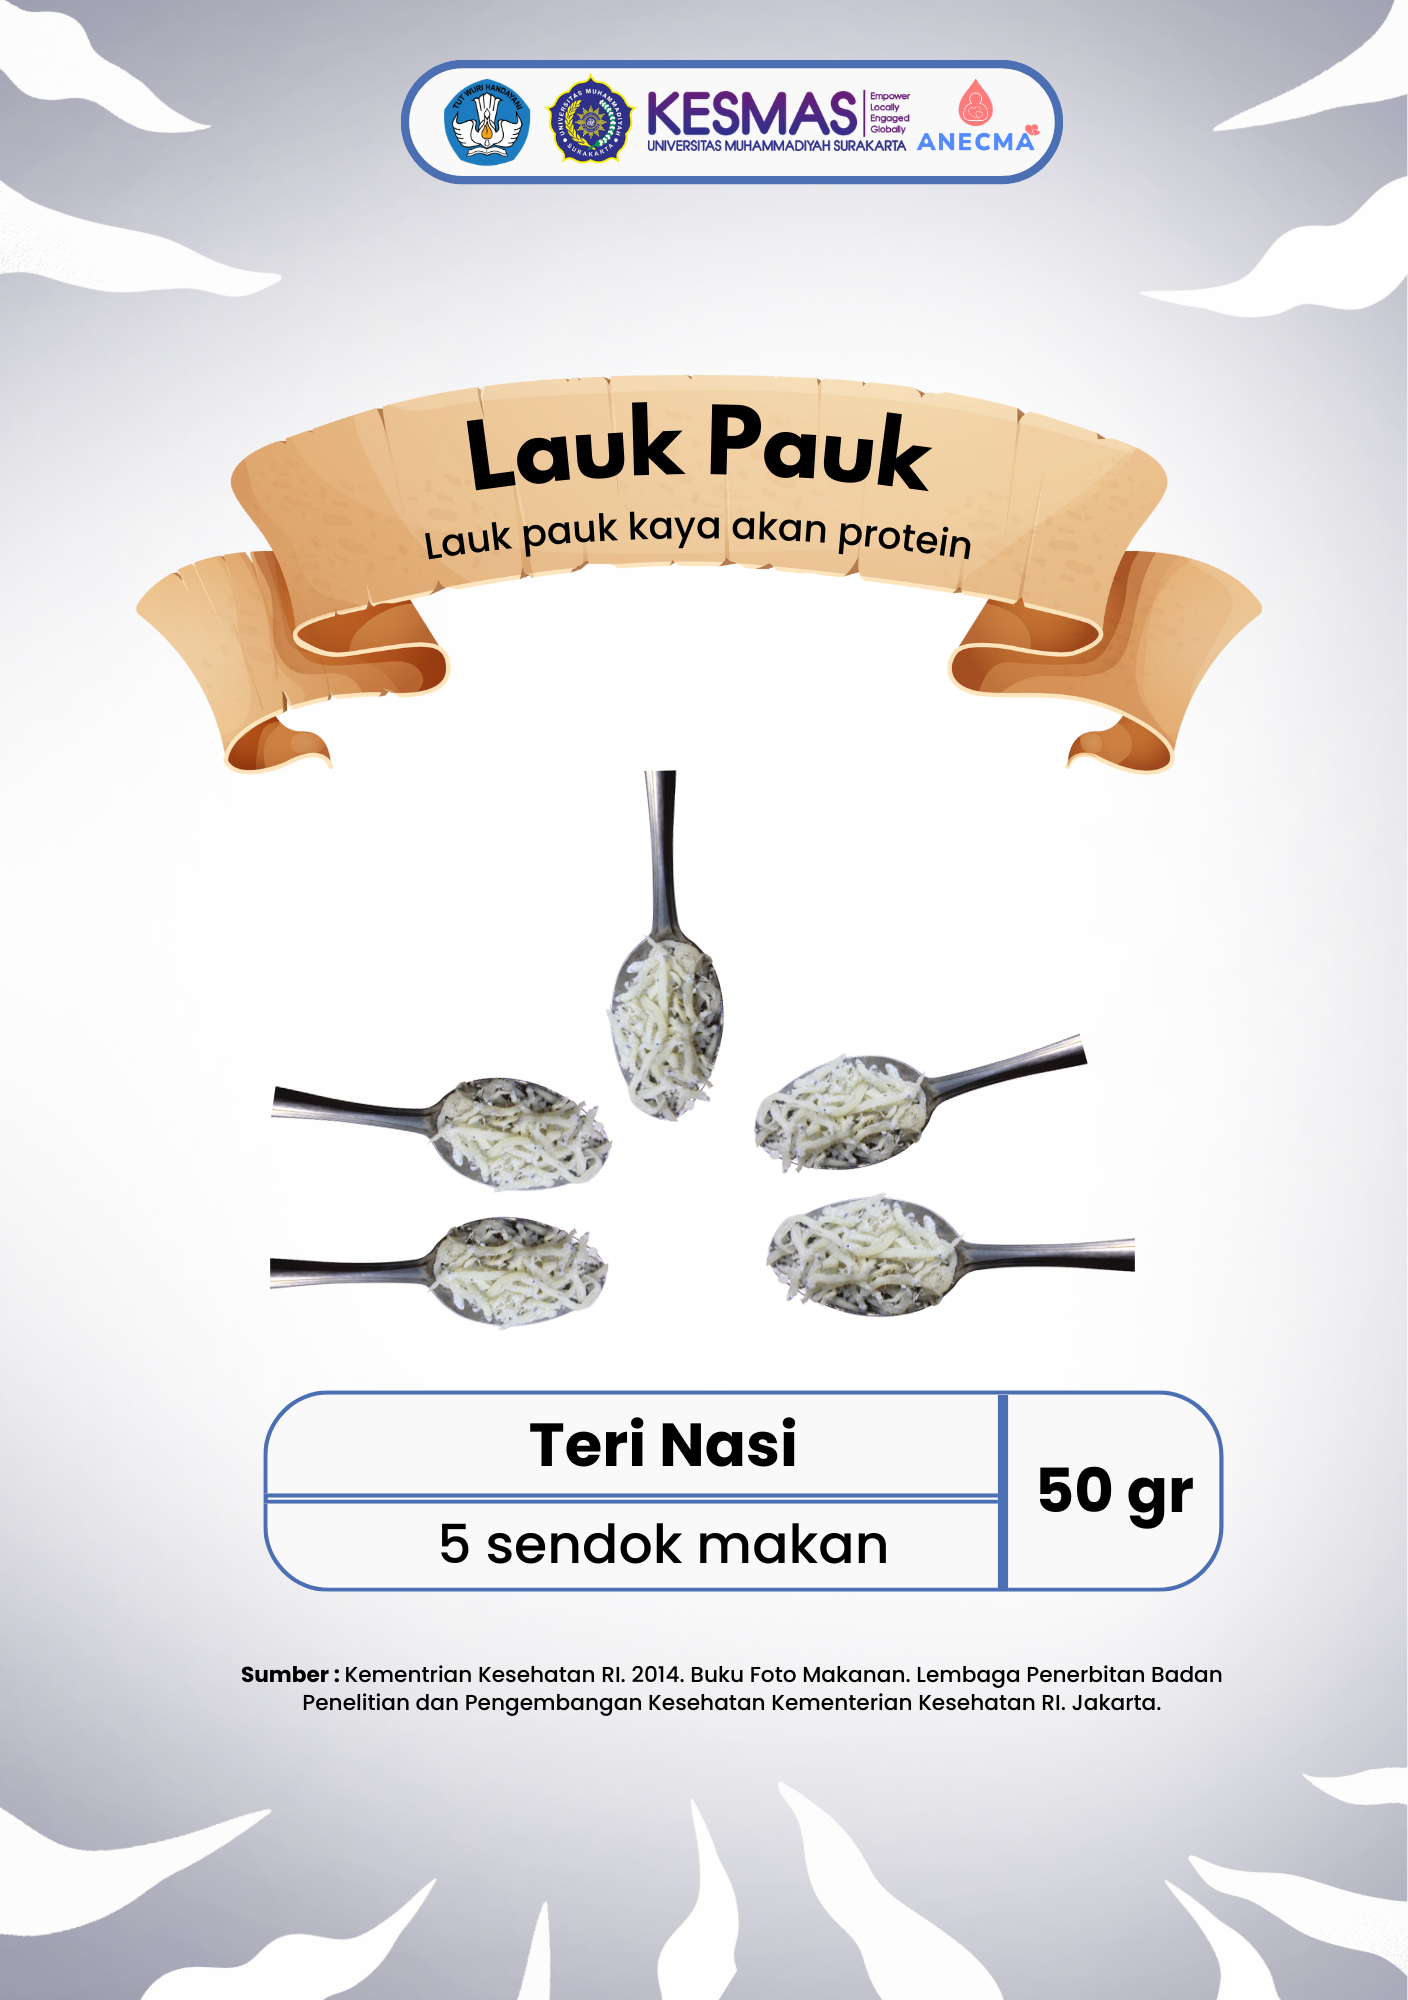 TUT WURI HANDAYANI
UNIVERSITAS MUHAMMADIYAH
SURAKARTA
KESMAS
Empower
Locally
Engaged
Globally
UNIVERSITAS MUHAMMADIYAH SURAKARTA
ANECMA
Lauk Pauk
Lauk pauk kaya akan protein
Teri Nasi
5 sendok makan
50 gr
Sumber : Kementrian Kesehatan RI. 2014. Buku Foto Makanan. Lembaga Penerbitan Badan
Penelitian dan Pengembangan Kesehatan Kementerian Kesehatan RI. Jakarta.